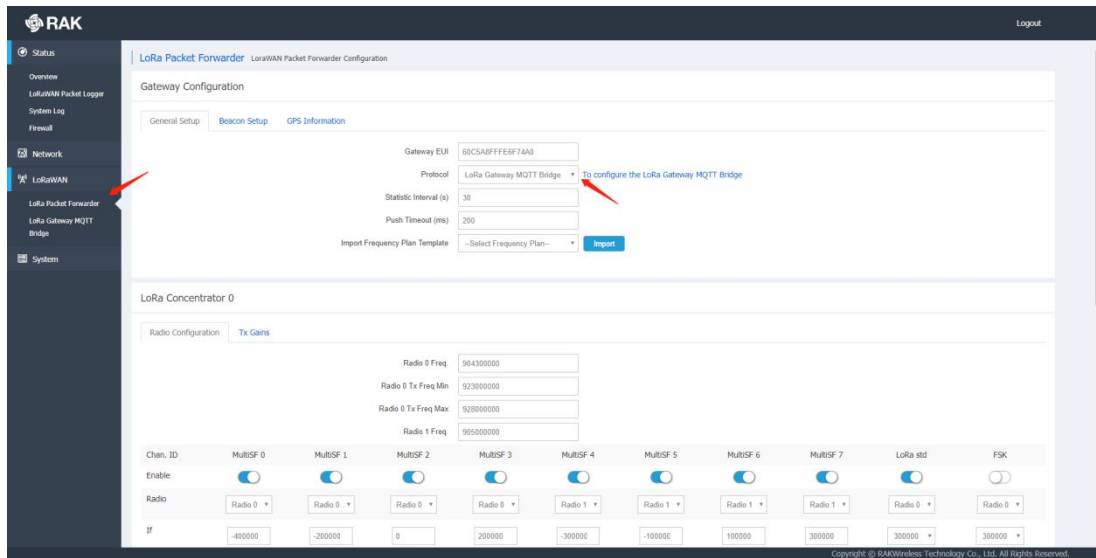 RAK
Logout
Status
Overview
LoRaWAN Packet Logger
System Log
Firewall
Network
LoRaWAN
LoRa Packet Forwarder
LoRa Gateway MQTT
Bridge
System
LoRa Packet Forwarder LoraWAN Packet Forwarder Configuration
Gateway Configuration
General Setup Beacon Setup GPS Information
Gateway EUI 60C5A8FFFE6F74A0
Protocol LoRa Gateway MQTT Bridge To configure the LoRa Gateway MQTT Bridge
Statistic Interval (s) 30
Push Timeout (ms) 200
Import Frequency Plan Template --Select Frequency Plan-- Import
LoRa Concentrator 0
Radio Configuration Tx Gains
Radio 0 Freq. 904300000
Radio 0 Tx Freq Min 923000000
Radio 0 Tx Freq Max 928000000
Radio 1 Freq. 905000000
Chan. ID MultiSF 0 MultiSF 1 MultiSF 2 MultiSF 3 MultiSF 4 MultiSF 5 MultiSF 6 MultiSF 7 LoRa std FSK
Enable
Radio Radio 0 Radio 0 Radio 0 Radio 0 Radio 1 Radio 1 Radio 1 Radio 1 Radio 0 Radio 0
If -400000 -200000 0 200000 -300000 -100000 100000 300000 300000 300000
Copyright © RAKWireless Technology Co., Ltd. All Rights Reserved.